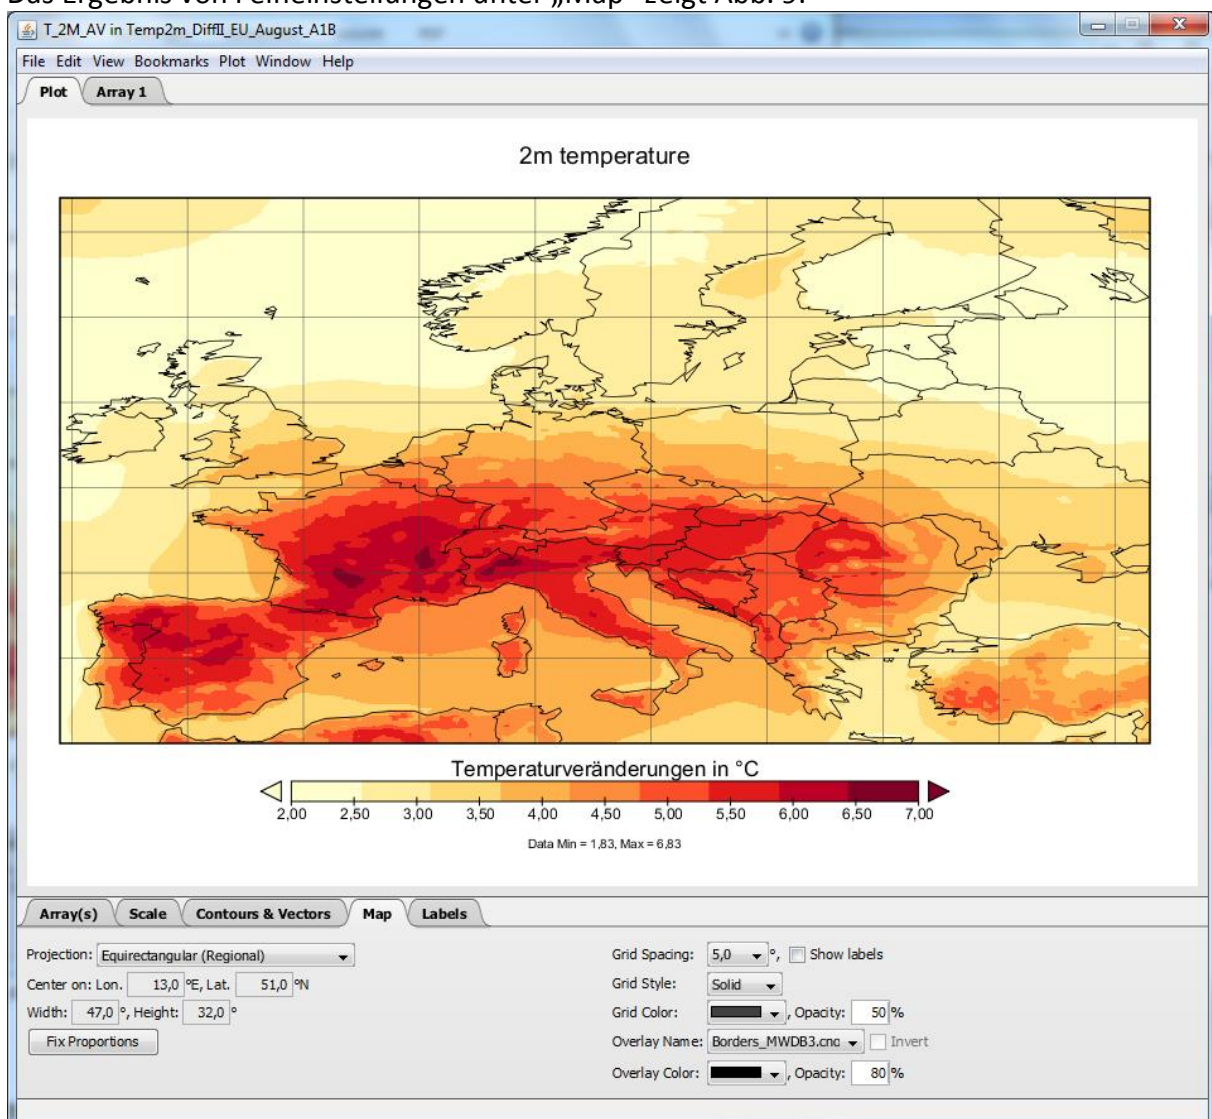 Das Ergebnis von Feineinstellungen unter „Map“ zeigt Abb. 9.
T_2M_AV in Temp2m_DiffII_EU_August_A1B
File Edit View Bookmarks Plot Window Help
Plot Array 1
2m temperature
Temperaturveränderungen in °C
2,00 2,50 3,00 3,50 4,00 4,50 5,00 5,50 6,00 6,50 7,00
Data Min = 1,83, Max = 6,83
Array(s) Scale Contours & Vectors Map Labels
Projection: Equirectangular (Regional)
Center on: Lon. 13,0 °E, Lat. 51,0 °N
Width: 47,0 °, Height: 32,0 °
Fix Proportions
Grid Spacing: 5,0 °, Show labels
Grid Style: Solid
Grid Color: , Opacity: 50 %
Overlay Name: Borders_MWDB3.cno Invert
Overlay Color: , Opacity: 80 %